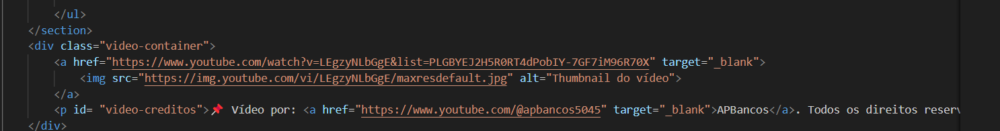 </ul>
</section>
<div class="video-container">
<a href="https://www.youtube.com/watch?v=LEgzyNLbGgE&list=PLGBYEJ2H5R0RT4dPobIY-7GF7iM96R70X" target="_blank">
<img src="https://img.youtube.com/vi/LEgzyNLbGgE/maxresdefault.jpg" alt="Thumbnail do vídeo">
</a>
<p id= "video-creditos">📌 Vídeo por: <a href="https://www.youtube.com/@apbancos5045" target="_blank">APBancos</a>. Todos os direitos reserv
</div>